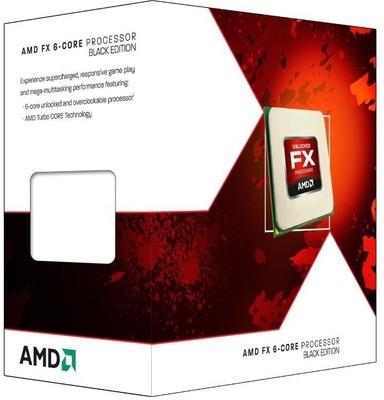 AMD FX 6-CORE PROCESSOR
BLACK EDITION
Experience supercharged, responsive game play
and mega-multitasking performance featuring:
• 6-core unlocked and overclockable processor¹
• AMD Turbo CORE Technology
AMD
UNLOCKED
FX
PROCESSOR
AMD
AMD FX 6-CORE PROCESSOR
BLACK EDITION